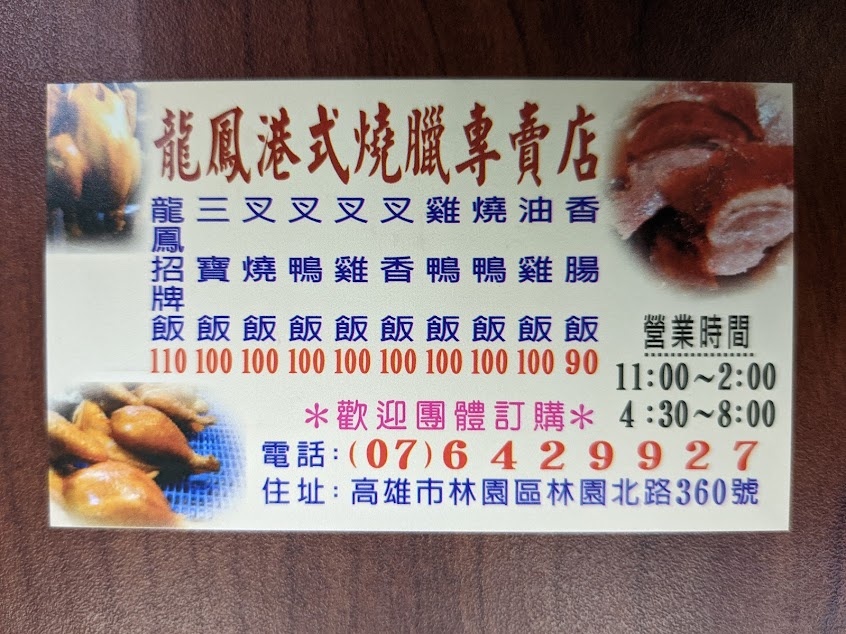 龍鳳港式燒臘專賣店
龍鳳招牌飯 110
三寶飯 100
叉燒飯 100
叉鴨飯 100
叉雞飯 100
叉香飯 100
雞鴨飯 100
燒鴨飯 100
油雞飯 100
香腸飯 90
營業時間
11:00～2:00
4:30～8:00
＊歡迎團體訂購＊
電話:(07)6429927
住址:高雄市林園區林園北路360號